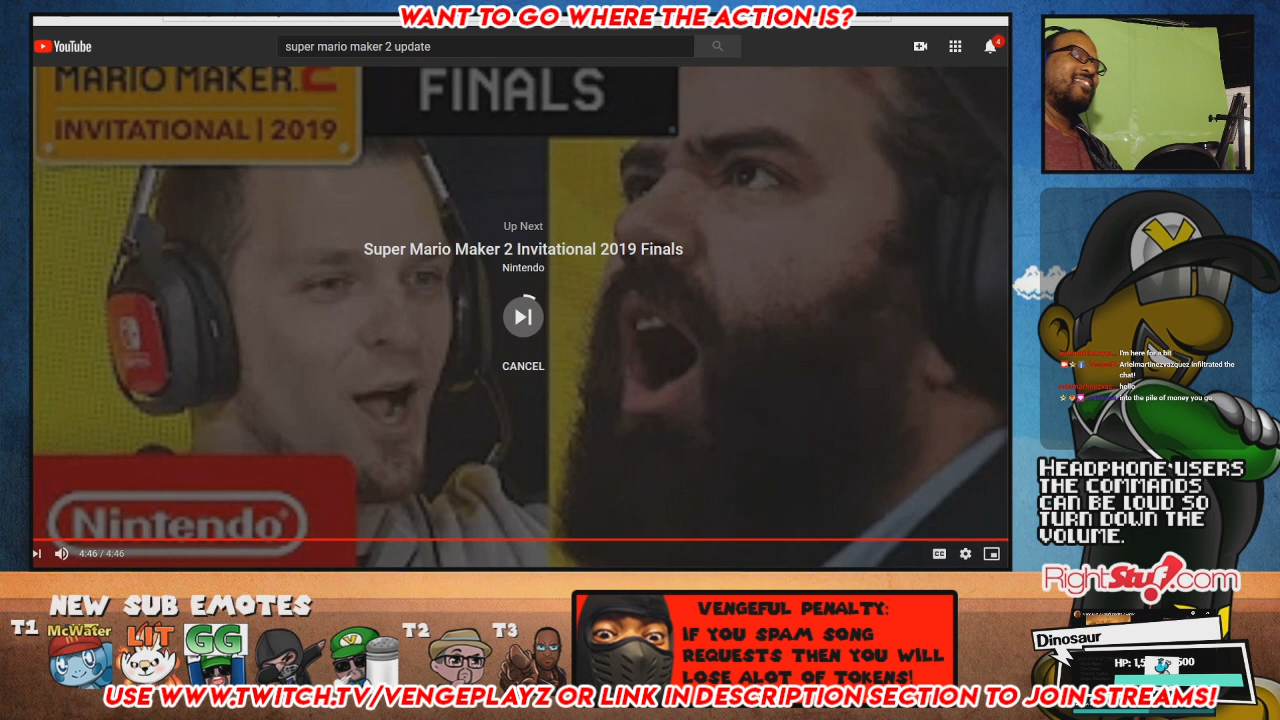 WANT TO GO WHERE THE ACTION IS?
YouTube
super mario maker 2 update
4
MARIO MAKER 2
INVITATIONAL | 2019
FINALS
Up Next
Super Mario Maker 2 Invitational 2019 Finals
Nintendo
CANCEL
Nintendo
4:46 / 4:46
CC
V
I'm here for a bit
Arielmartinezvazquez infiltrated the
chat!
hello
into the pile of money you go
HEADPHONE USERS
THE COMMANDS
CAN BE LOUD SO
TURN DOWN THE
VOLUME.
RightStuf!.com
NEW SUB EMOTES
T1
McWater
LIT
GG
T2
T3
VENGEFUL PENALTY:
IF YOU SPAM SONG
REQUESTS THEN YOU WILL
LOSE ALOT OF TOKENS!
Dinosaur
HP:
USE WWW.TWITCH.TV/VENGEPLAYZ OR LINK IN DESCRIPTION SECTION TO JOIN STREAMS!